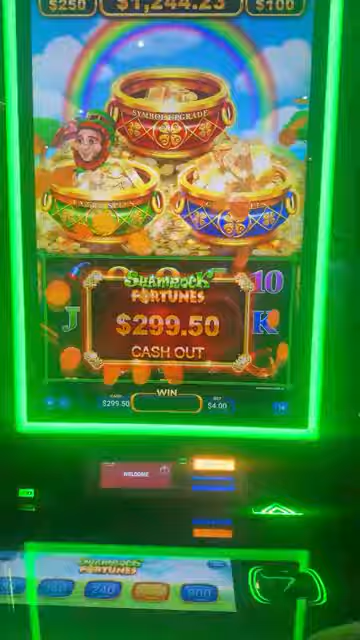 $250 $1,244.23 $100
SYMBOL UPGRADE
J 10
SHAMROCK
FORTUNES
$299.50
K
CASH OUT
WIN
$299.50
BET
$4.00
WELCOME
SHAMROCK
FORTUNES
240
800